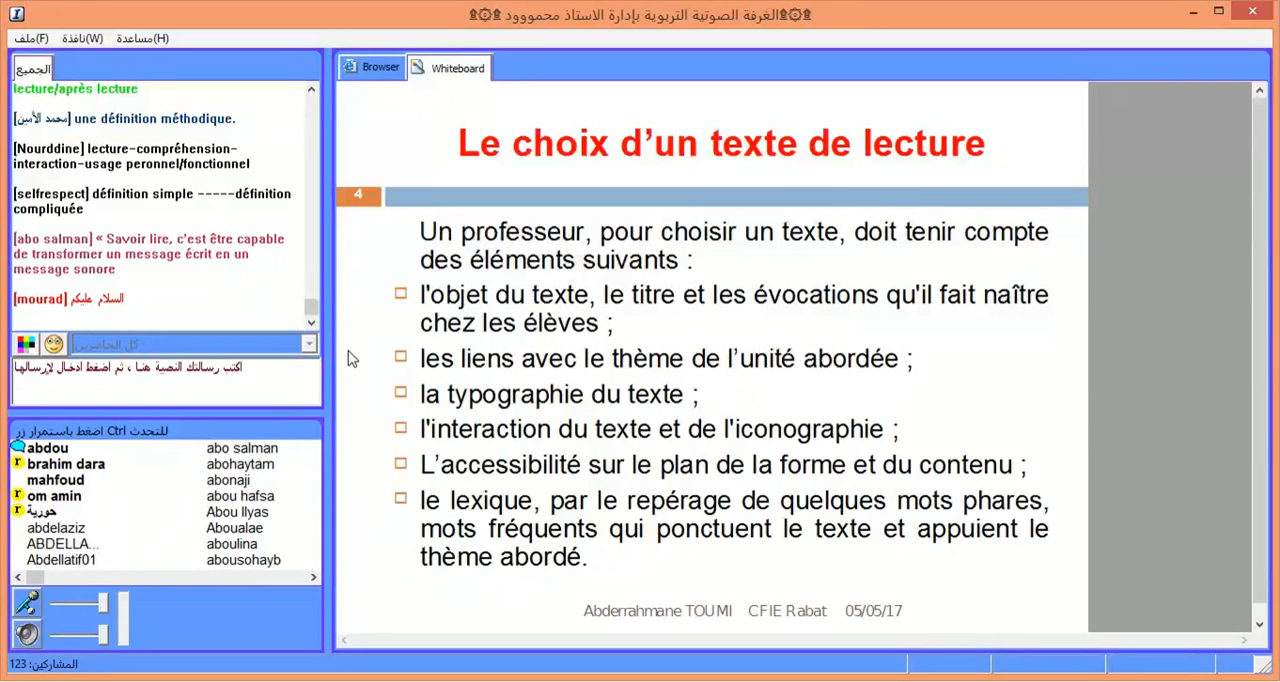 ۩۞۩الغرفة الصوتية التربوية بإدارة الاستاذ محمووود۩۞۩
ملف(F) نافذة(W) مساعدة(H)
الجميع
lecture/après lecture
[محمد الأمين] une définition méthodique.
[Nourddine] lecture-compréhension-
interaction-usage peronnel/fonctionnel
[selfrespect] définition simple -----définition
compliquée
[abo salman] « Savoir lire, c'est être capable
de transformer un message écrit en un
message sonore
[mourad] السلام عليكم
كل الحاضرين
اكتب رسالتك النصية هنا ، ثم اضغط ادخال لإرسالها
للتحدث Ctrl اضغط باستمرار زر
abdou abo salman
brahim dara abohaytam
mahfoud abonaji
om amin abou hafsa
حورية Abou Ilyas
abdelaziz Aboualae
ABDELLA... aboulina
Abdellatif01 abousohayb
المشاركين: 123
Browser Whiteboard
Le choix d’un texte de lecture
4
Un professeur, pour choisir un texte, doit tenir compte
des éléments suivants :
l'objet du texte, le titre et les évocations qu'il fait naître
chez les élèves ;
les liens avec le thème de l’unité abordée ;
la typographie du texte ;
l'interaction du texte et de l'iconographie ;
L’accessibilité sur le plan de la forme et du contenu ;
le lexique, par le repérage de quelques mots phares,
mots fréquents qui ponctuent le texte et appuient le
thème abordé.
Abderrahmane TOUMI CFIE Rabat 05/05/17